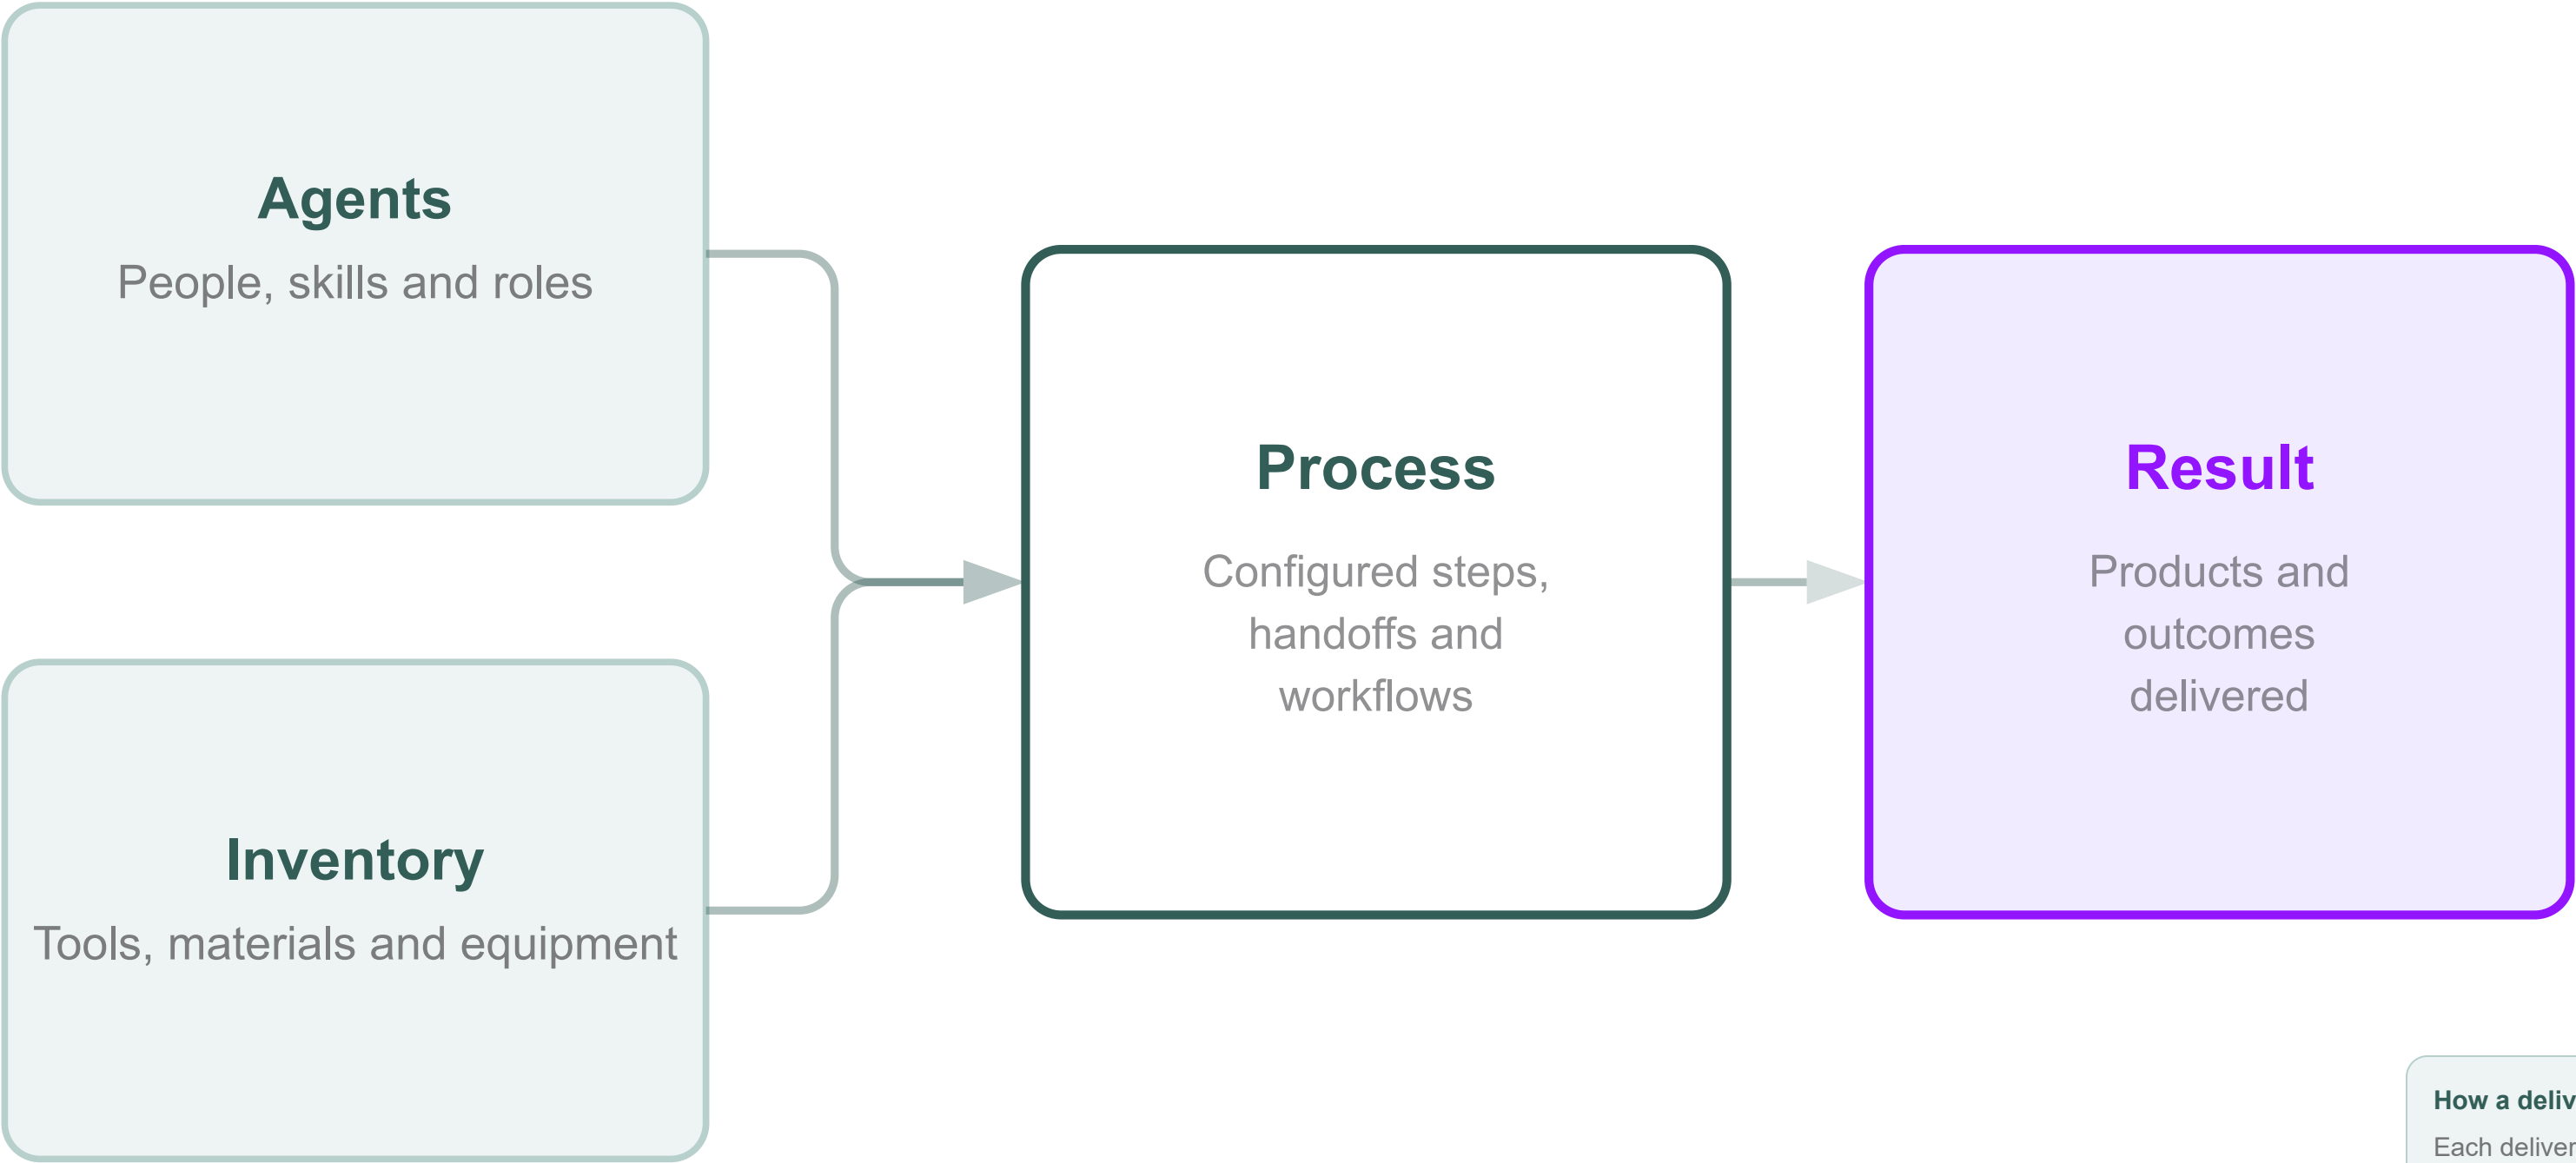 Agents
People, skills and roles
Inventory
Tools, materials and equipment
Process
Configured steps,
handoffs and
workflows
Result
Products and
outcomes
delivered
How a
Each